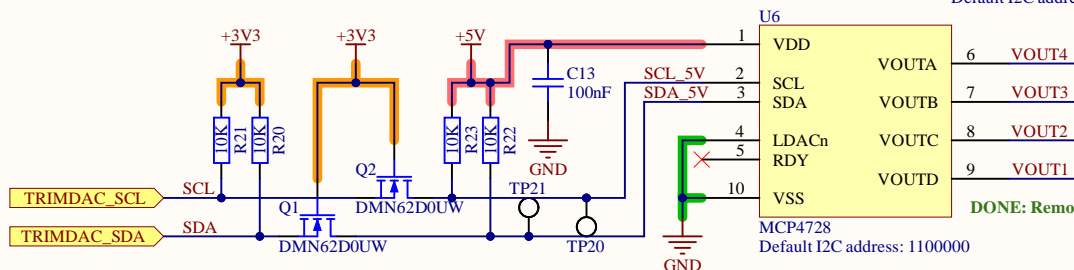 Default I2C addre
U6
+3V3
+3V3
+5V
1
VDD
VOUTA
6
VOUT4
C13
100nF
SCL_5V
2
SCL
SDA_5V
3
SDA
VOUTB
7
VOUT3
10K
R21
10K
R20
10K
R23
10K
R22
GND
4
LDACn
VOUTC
8
VOUT2
5
RDY
Q2
VOUTD
9
VOUT1
TRIMDAC_SCL
SCL
DMN62D0UW
TP21
10
VSS
Q1
DONE: Remo
TRIMDAC_SDA
SDA
DMN62D0UW
TP20
MCP4728
Default I2C address: 1100000
GND